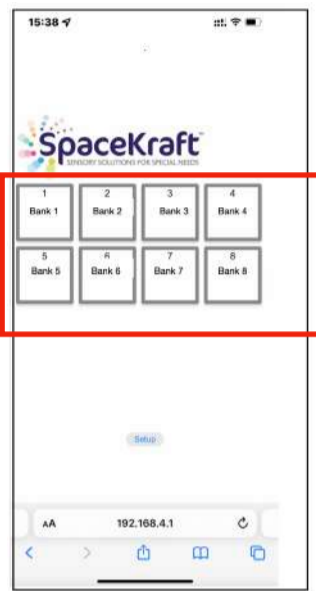 15:38
SpaceKraft
SENSORY SOLUTIONS FOR SPECIAL NEEDS
1 2 3 4
Bank 1 Bank 2 Bank 3 Bank 4
5 6 7 8
Bank 5 Bank 6 Bank 7 Bank 8
Setup
AA 192.168.4.1